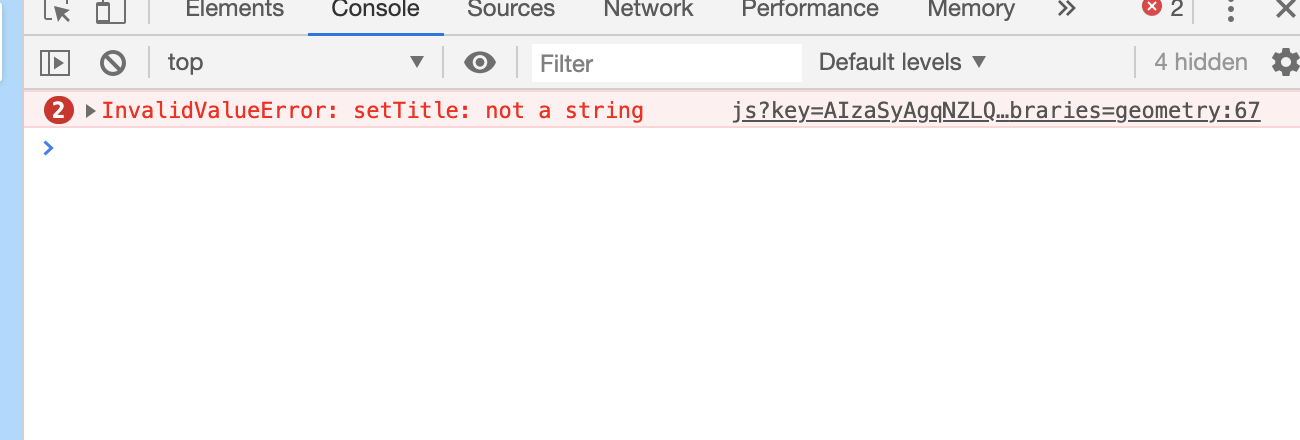 Elements Console Sources Network Performance Memory » 2
top Filter Default levels 4 hidden
2 InvalidValueError: setTitle: not a string js?key=AIzaSyAgqNZLQ…braries=geometry:67